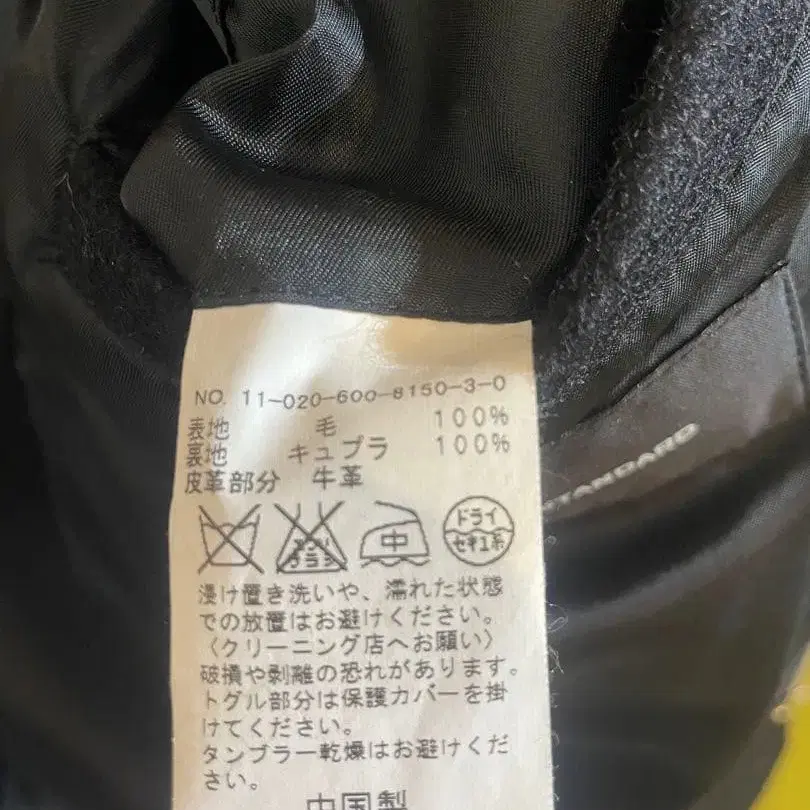 NO. 11-020-600-8150-3-0
表地 毛 100%
裏地 キュプラ 100%
皮革部分 牛革
中
ドライ
セキユ系
浸け置き洗いや、濡れた状態
での放置はお避けください。
〈クリーニング店へお願い〉
破損や剥離の恐れがあります。
トグル部分は保護カバーを掛
けてください。
タンブラー乾燥はお避けくだ
さい。
中国製
STANDARD